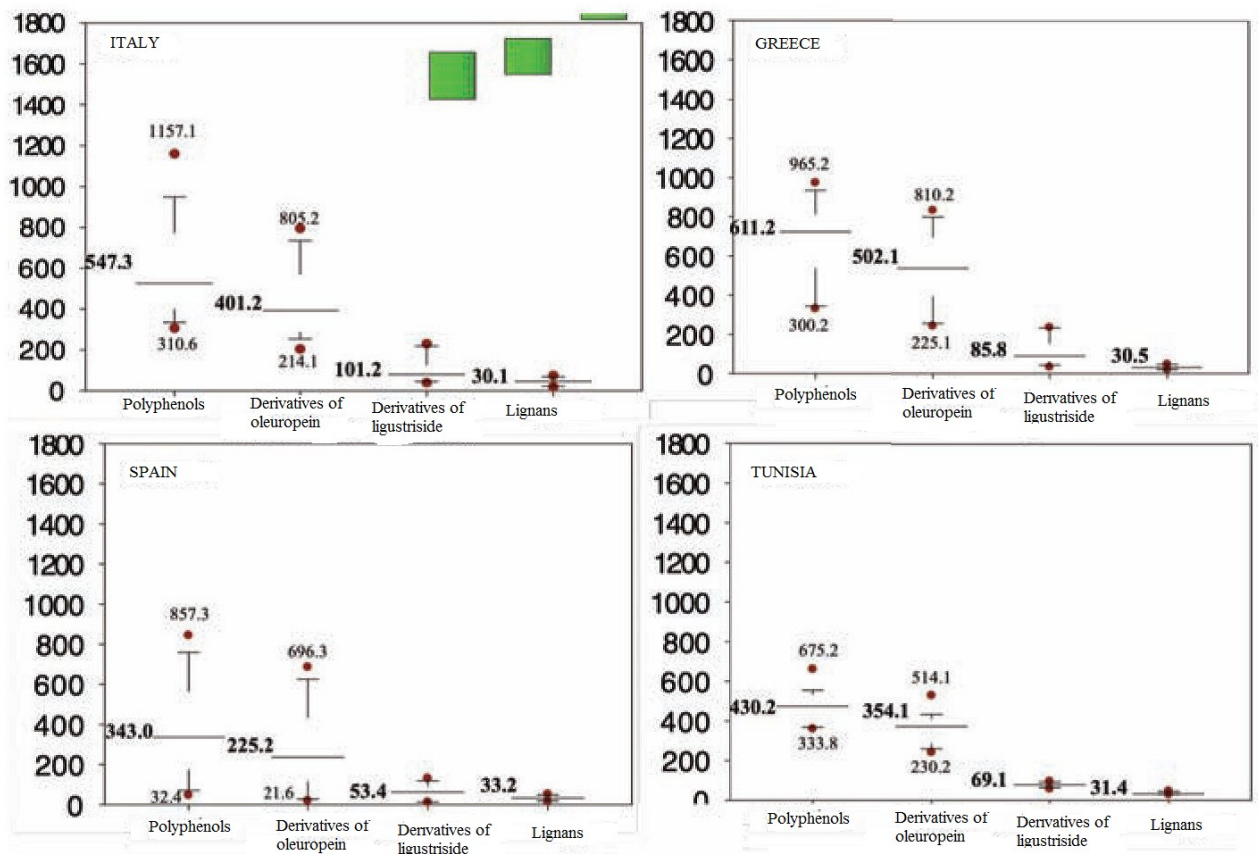 1800
1600
1400
1200
1000
800
600
400
200
0
ITALY
1157.1
547.3
310.6
805.2
401.2
214.1
101.2
30.1
Polyphenols
Derivatives of
oleuropein
Derivatives of
ligustriside
Lignans
1800
1600
1400
1200
1000
800
600
400
200
0
GREECE
965.2
611.2
300.2
810.2
502.1
225.1
85.8
30.5
Polyphenols
Derivatives of
oleuropein
Derivatives of
ligustriside
Lignans
1800
1600
1400
1200
1000
800
600
400
200
0
SPAIN
857.3
343.0
32.4
696.3
225.2
21.6
53.4
33.2
Polyphenols
Derivatives of
oleuropein
Derivatives of
ligustriside
Lignans
1800
1600
1400
1200
1000
800
600
400
200
0
TUNISIA
675.2
430.2
333.8
514.1
354.1
230.2
69.1
31.4
Polyphenols
Derivatives of
oleuropein
Derivatives of
ligustriside
Lignans